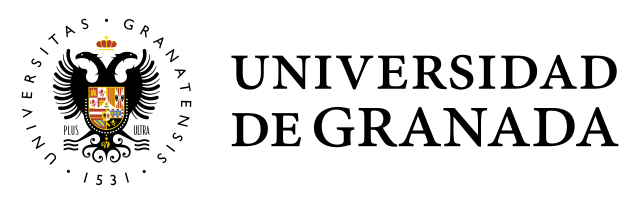 UNIVERSITAS · GRANATENSIS
· 1531 ·
PLUS ULTRA
UNIVERSIDAD
DE GRANADA